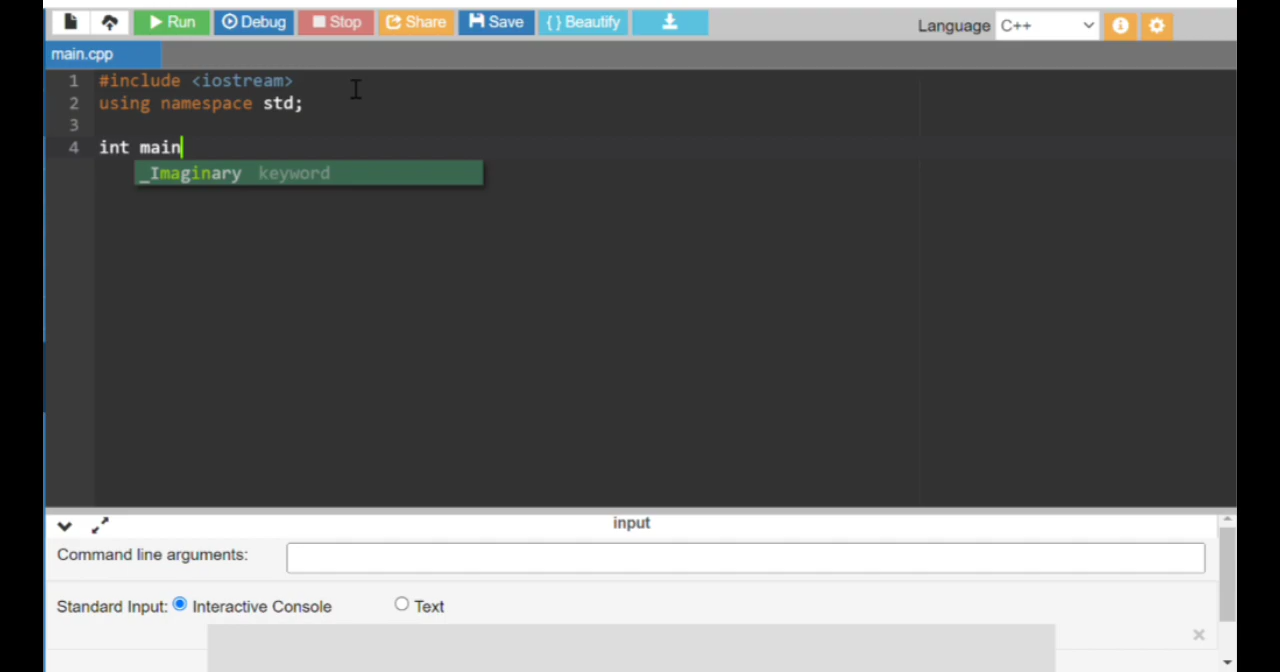 Run Debug Stop Share Save { } Beautify Language C++
main.cpp
1 #include <iostream>
2 using namespace std;
3
4 int main
_Imaginary keyword
input
Command line arguments:
Standard Input: Interactive Console Text